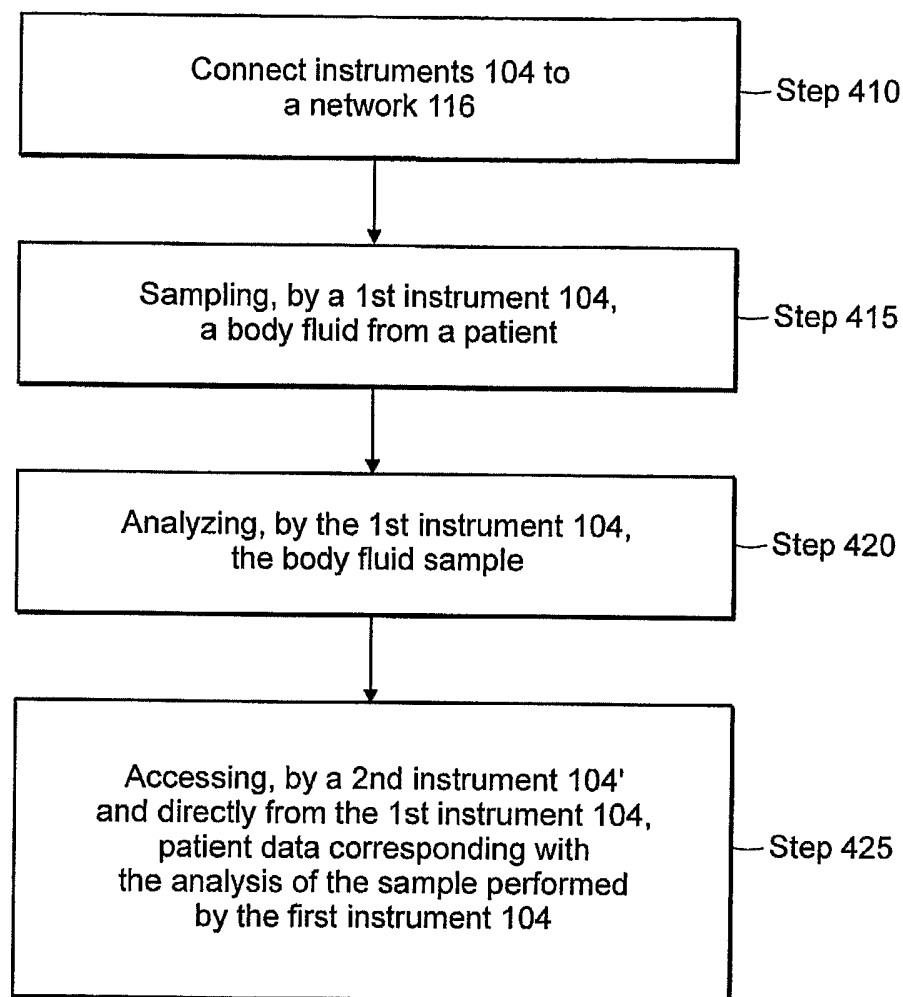 Connect instruments 104 to
a network 116
Step 410
Sampling, by a 1st instrument 104,
a body fluid from a patient
Step 415
Analyzing, by the 1st instrument 104,
the body fluid sample
Step 420
Accessing, by a 2nd instrument 104'
and directly from the 1st instrument 104,
patient data corresponding with
the analysis of the sample performed
by the first instrument 104
Step 425